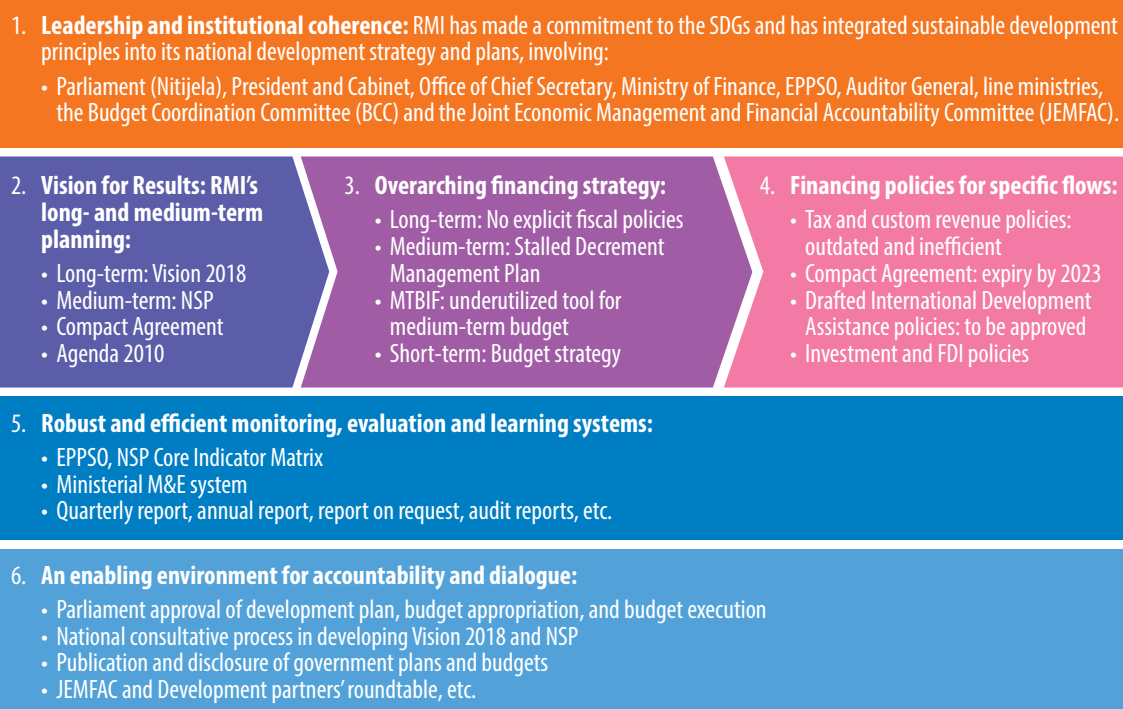 1. Leadership and institutional coherence: RMI has made a commitment to the SDGs and has integrated sustainable development
principles into its national development strategy and plans, involving:
• Parliament (Nitijela), President and Cabinet, Office of Chief Secretary, Ministry of Finance, EPPSO, Auditor General, line ministries,
the Budget Coordination Committee (BCC) and the Joint Economic Management and Financial Accountability Committee (JEMFAC).
2. Vision for Results: RMI’s
long- and medium-term
planning:
• Long-term: Vision 2018
• Medium-term: NSP
• Compact Agreement
• Agenda 2010
3. Overarching financing strategy:
• Long-term: No explicit fiscal policies
• Medium-term: Stalled Decrement
Management Plan
• MTBIF: underutilized tool for
medium-term budget
• Short-term: Budget strategy
4. Financing policies for specific flows:
• Tax and custom revenue policies:
outdated and inefficient
• Compact Agreement: expiry by 2023
• Drafted International Development
Assistance policies: to be approved
• Investment and FDI policies
5. Robust and efficient monitoring, evaluation and learning systems:
• EPPSO, NSP Core Indicator Matrix
• Ministerial M&E system
• Quarterly report, annual report, report on request, audit reports, etc.
6. An enabling environment for accountability and dialogue:
• Parliament approval of development plan, budget appropriation, and budget execution
• National consultative process in developing Vision 2018 and NSP
• Publication and disclosure of government plans and budgets
• JEMFAC and Development partners’ roundtable, etc.